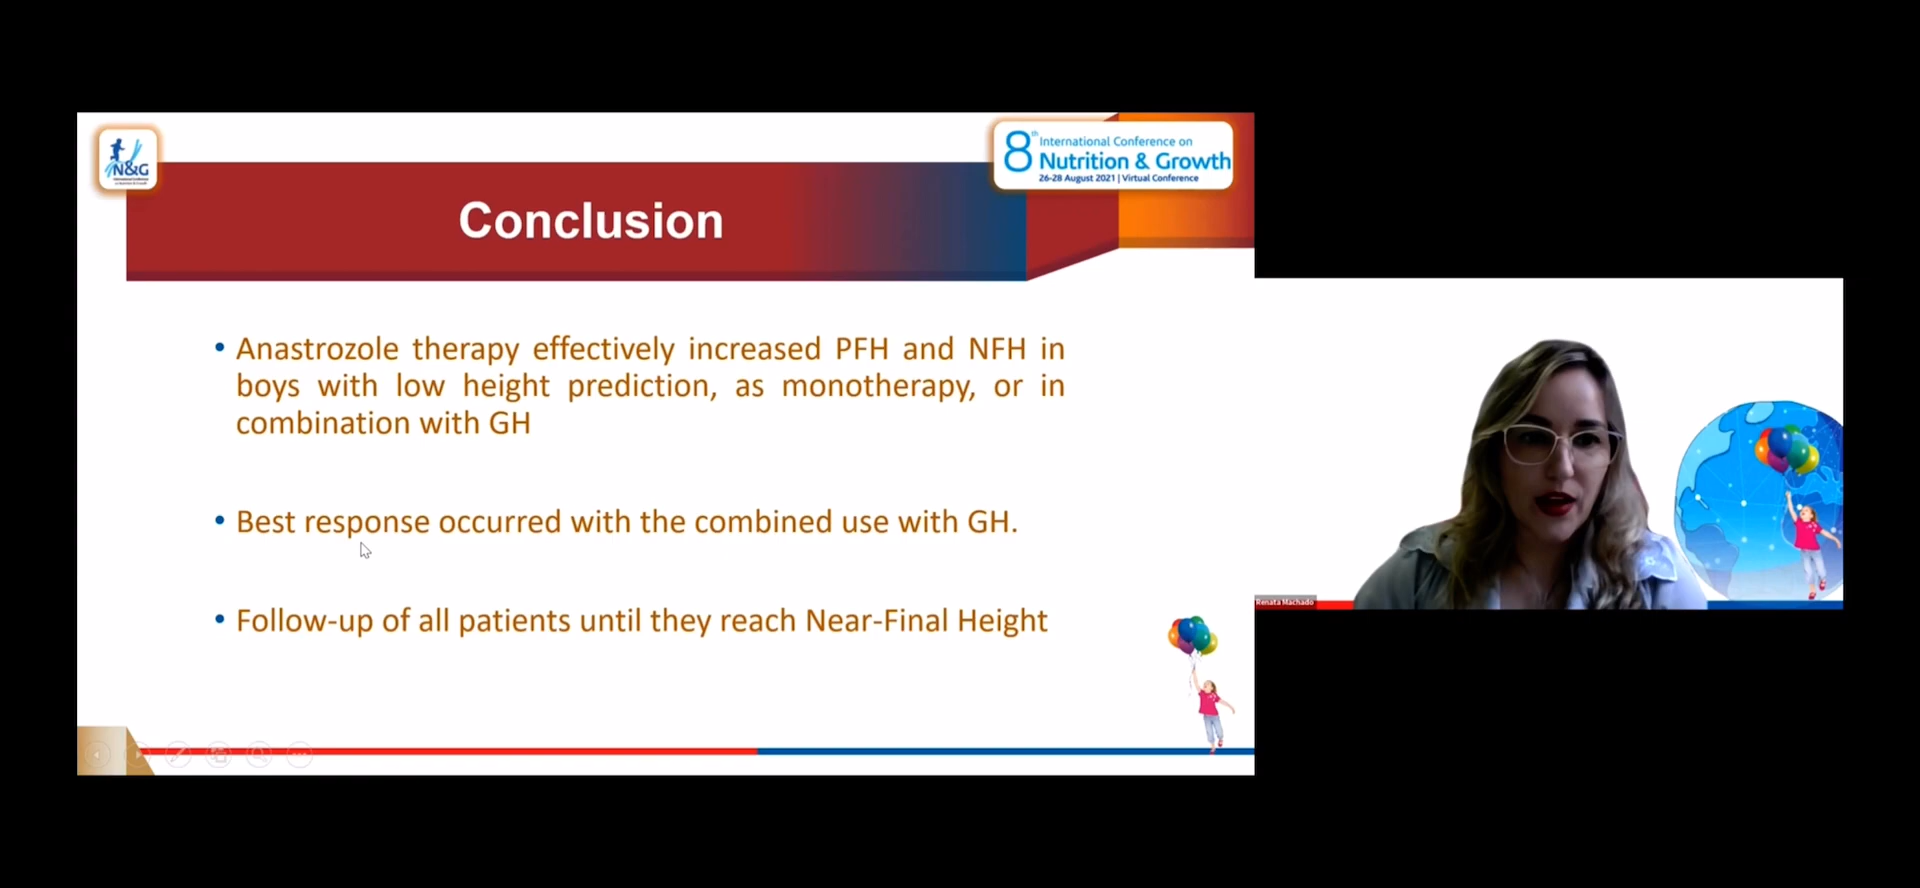 N&G
8th International Conference on
Nutrition & Growth
26-28 August 2021 | Virtual Conference
Conclusion
• Anastrozole therapy effectively increased PFH and NFH in
boys with low height prediction, as monotherapy, or in
combination with GH
• Best response occurred with the combined use with GH.
• Follow-up of all patients until they reach Near-Final Height
Renata Machado